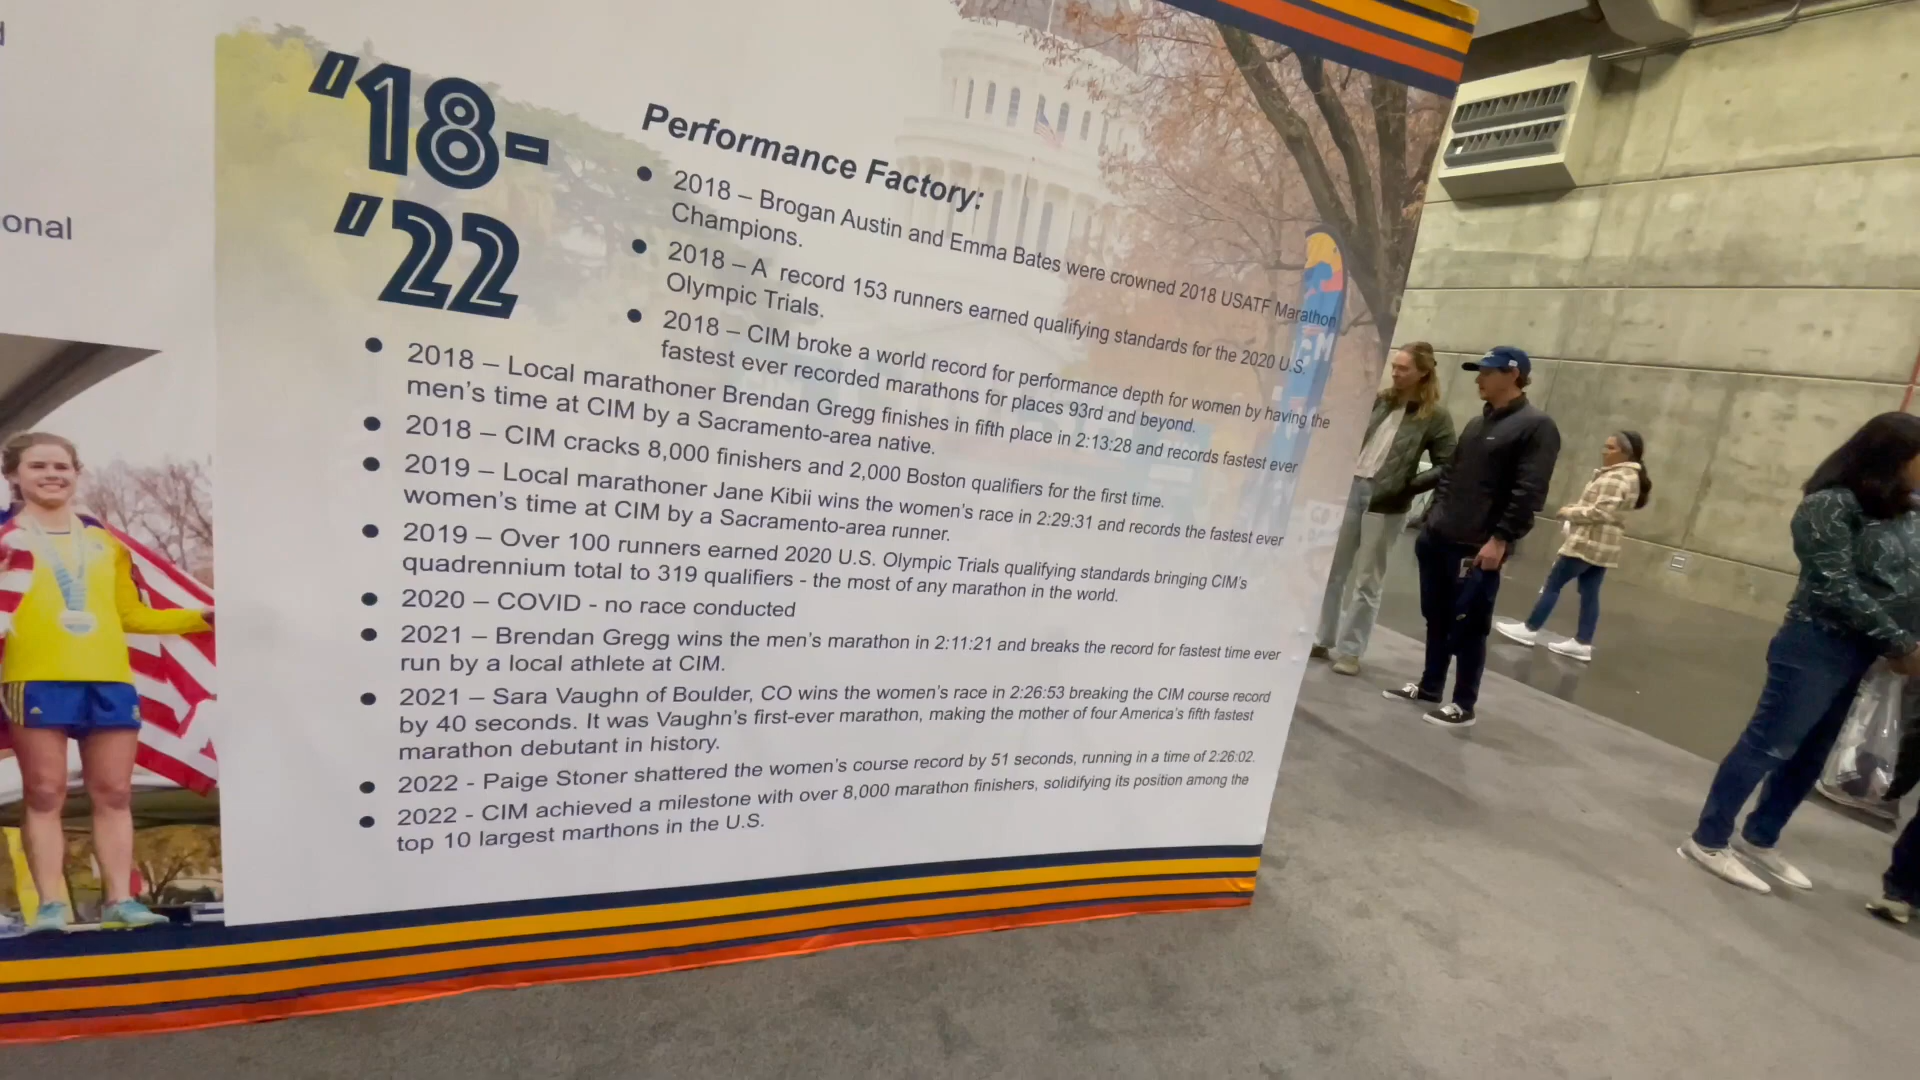 onal
'18-
'22
Performance Factory:
• 2018 – Brogan Austin and Emma Bates were crowned 2018 USATF Marathon
Champions.
• 2018 – A record 153 runners earned qualifying standards for the 2020 U.S.
Olympic Trials.
• 2018 – CIM broke a world record for performance depth for women by having the
fastest ever recorded marathons for places 93rd and beyond.
• 2018 – Local marathoner Brendan Gregg finishes in fifth place in 2:13:28 and records fastest ever
men's time at CIM by a Sacramento-area native.
• 2018 – CIM cracks 8,000 finishers and 2,000 Boston qualifiers for the first time.
• 2019 – Local marathoner Jane Kibii wins the women's race in 2:29:31 and records the fastest ever
women's time at CIM by a Sacramento-area runner.
• 2019 – Over 100 runners earned 2020 U.S. Olympic Trials qualifying standards bringing CIM's
quadrennium total to 319 qualifiers - the most of any marathon in the world.
• 2020 – COVID - no race conducted
• 2021 – Brendan Gregg wins the men's marathon in 2:11:21 and breaks the record for fastest time ever
run by a local athlete at CIM.
• 2021 – Sara Vaughn of Boulder, CO wins the women's race in 2:26:53 breaking the CIM course record
by 40 seconds. It was Vaughn's first-ever marathon, making the mother of four America's fifth fastest
marathon debutant in history.
• 2022 - Paige Stoner shattered the women's course record by 51 seconds, running in a time of 2:26:02.
• 2022 - CIM achieved a milestone with over 8,000 marathon finishers, solidifying its position among the
top 10 largest marthons in the U.S.